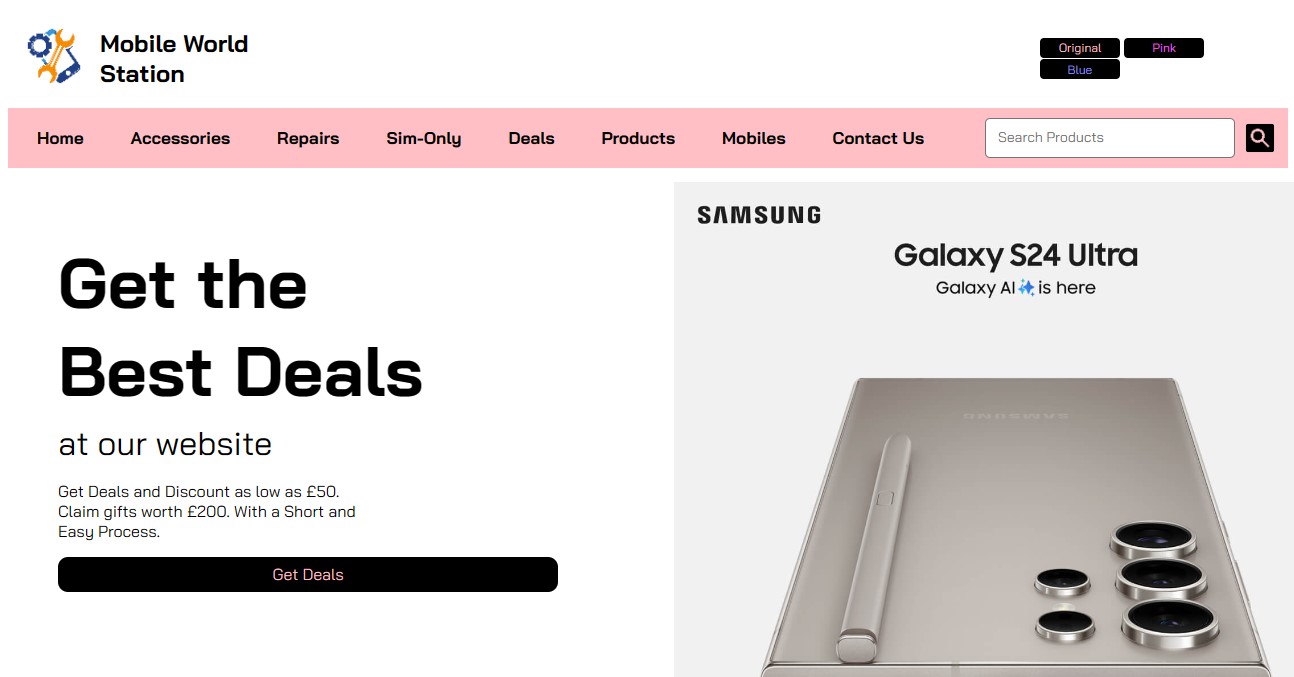 Mobile World
Station
Original
Pink
Blue
Home
Accessories
Repairs
Sim-Only
Deals
Products
Mobiles
Contact Us
Search Products
SAMSUNG
Galaxy S24 Ultra
Galaxy AI is here
SAMSUNG
Get the
Best Deals
at our website
Get Deals and Discount as low as £50.
Claim gifts worth £200. With a Short and
Easy Process.
Get Deals